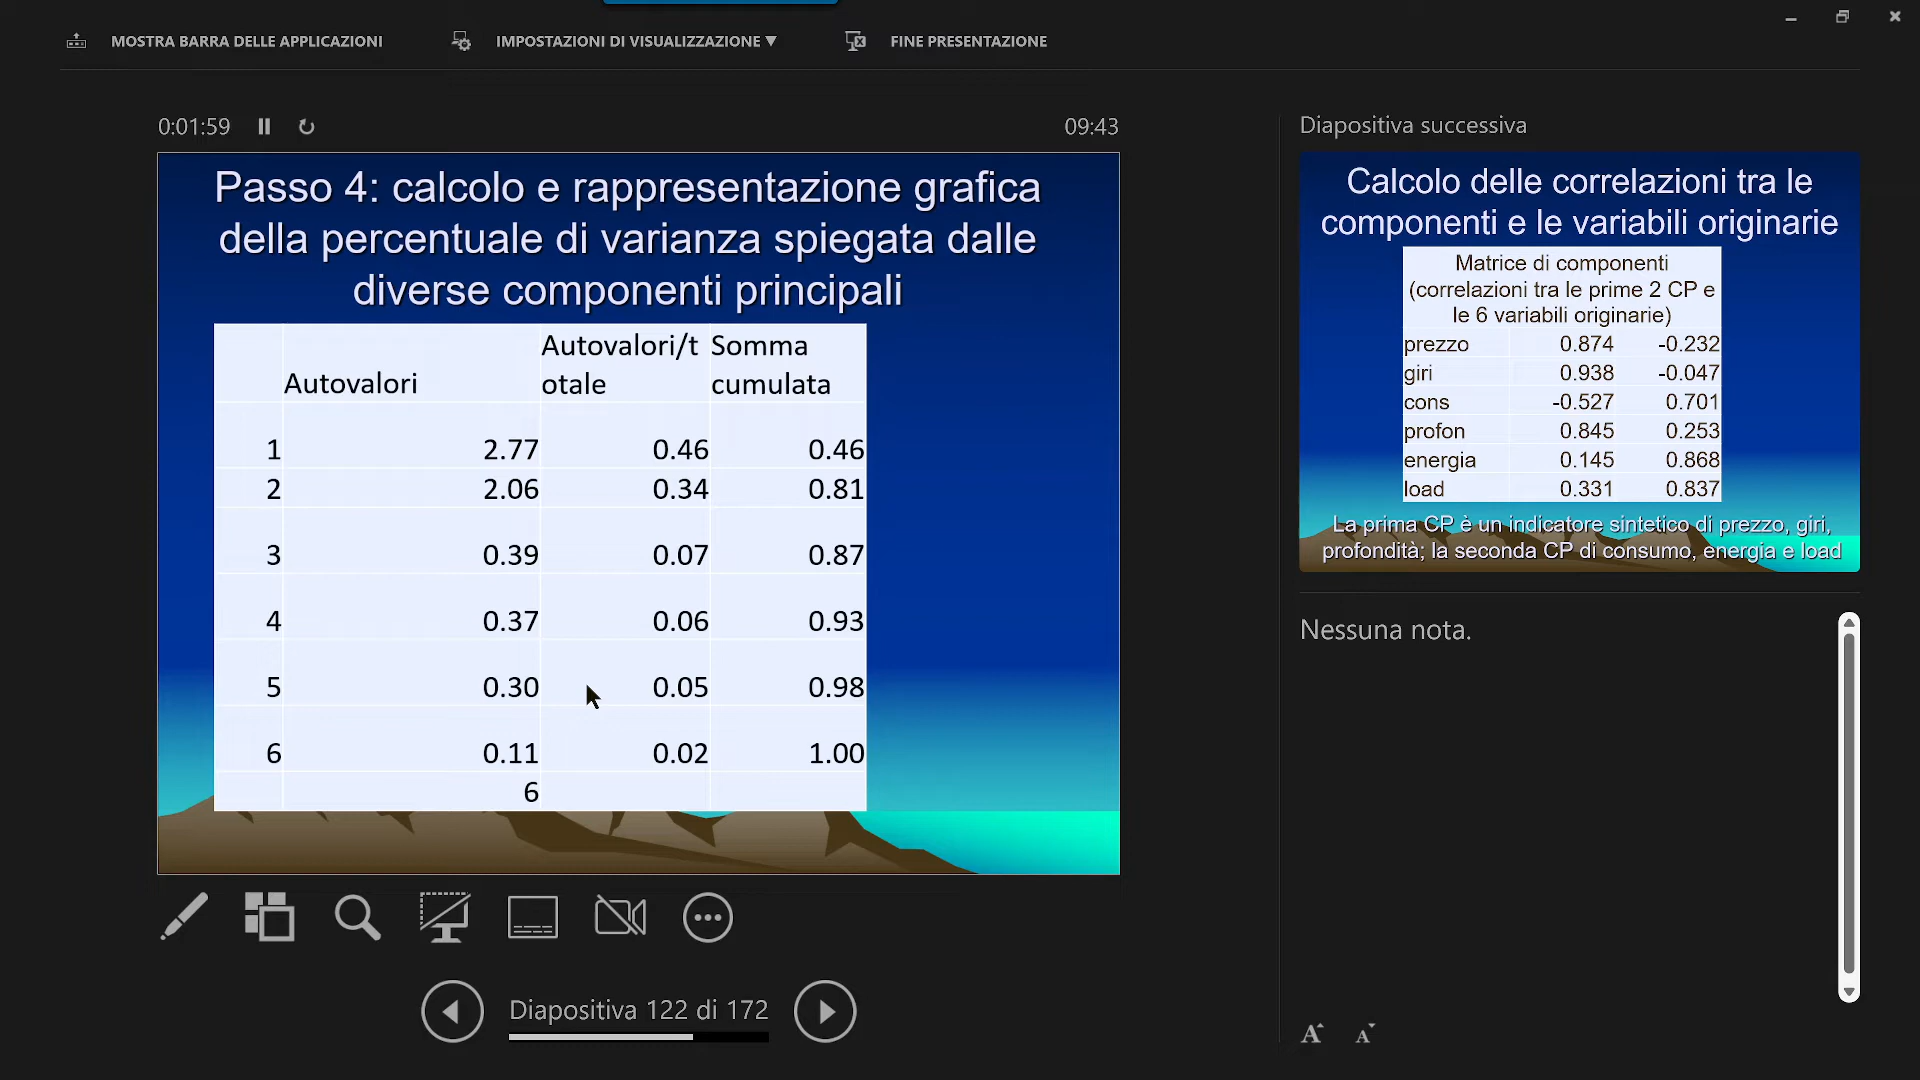 MOSTRA BARRA DELLE APPLICAZIONI
IMPOSTAZIONI DI VISUALIZZAZIONE ▼
FINE PRESENTAZIONE
0:01:59
09:43
Passo 4: calcolo e rappresentazione grafica
della percentuale di varianza spiegata dalle
diverse componenti principali
Autovalori/t Somma
Autovalori otale cumulata
1 2.77 0.46 0.46
2 2.06 0.34 0.81
3 0.39 0.07 0.87
4 0.37 0.06 0.93
5 0.30 0.05 0.98
6 0.11 0.02 1.00
6
Diapositiva 122 di 172
Diapositiva successiva
Calcolo delle correlazioni tra le
componenti e le variabili originarie
Matrice di componenti
(correlazioni tra le prime 2 CP e
le 6 variabili originarie)
prezzo 0.874 -0.232
giri 0.938 -0.047
cons -0.527 0.701
profon 0.845 0.253
energia 0.145 0.868
load 0.331 0.837
La prima CP è un indicatore sintetico di prezzo, giri,
profondità; la seconda CP di consumo, energia e load
Nessuna nota.
A A